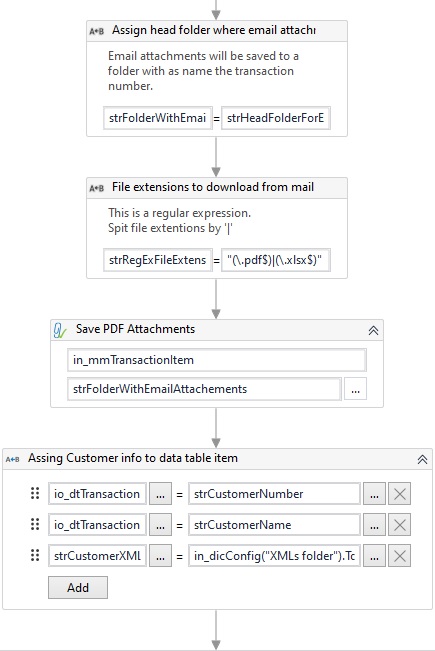 A•B Assign head folder where email attachı
Email attachments will be saved to a
folder with as name the transaction
number.
strFolderWithEmai = strHeadFolderForE
A•B File extensions to download from mail
This is a regular expression.
Spit file extentions by '|'
strRegExFileExtens = "(\.pdf$)|(\.xlsx$)"
Save PDF Attachments
in_mmTransactionItem
strFolderWithEmailAttachements ...
A•B Assing Customer info to data table item
io_dtTransaction ... = strCustomerNumber ...
io_dtTransaction ... = strCustomerName ...
strCustomerXML ... = in_dicConfig("XMLs folder").Tc ...
Add